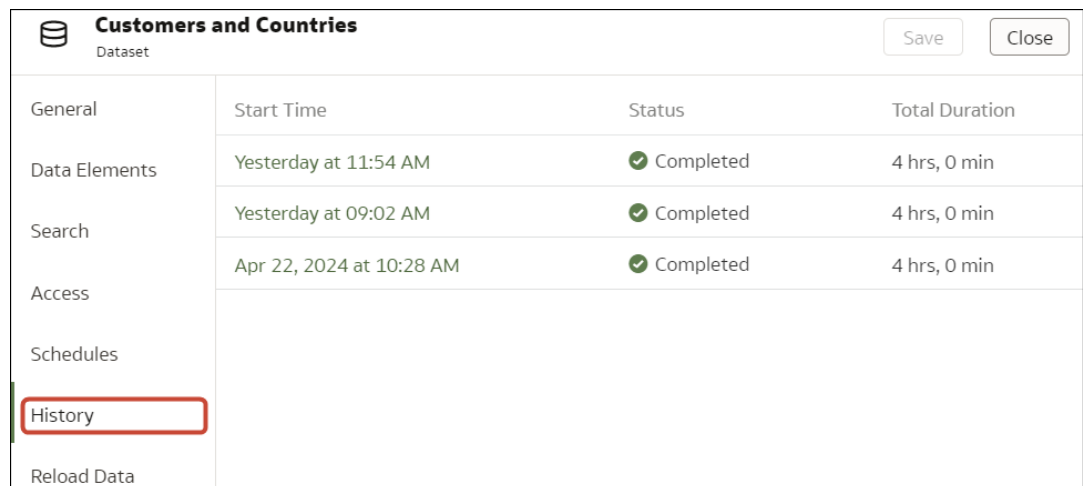 Customers and Countries
Dataset
Save
Close
General
Data Elements
Search
Access
Schedules
History
Reload Data
Start Time Status Total Duration
Yesterday at 11:54 AM Completed 4 hrs, 0 min
Yesterday at 09:02 AM Completed 4 hrs, 0 min
Apr 22, 2024 at 10:28 AM Completed 4 hrs, 0 min